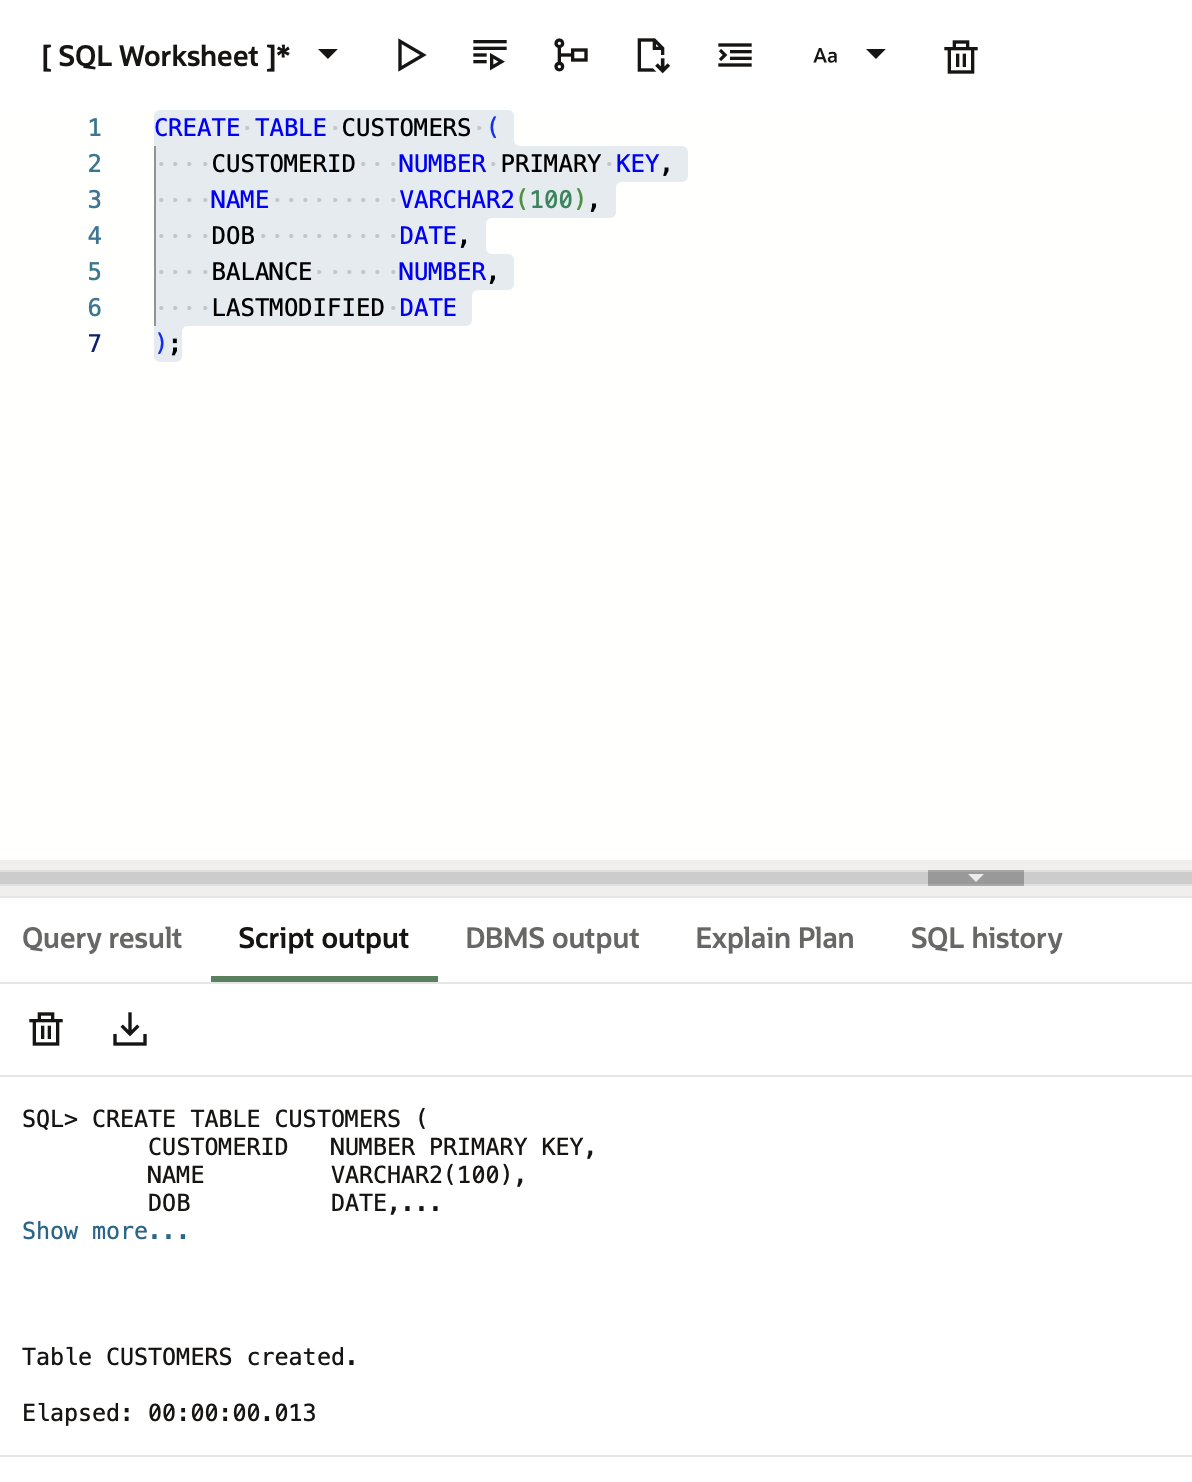 [ SQL Worksheet ]* Aa
1 CREATE TABLE CUSTOMERS (
2     CUSTOMERID   NUMBER PRIMARY KEY,
3     NAME         VARCHAR2(100),
4     DOB          DATE,
5     BALANCE      NUMBER,
6     LASTMODIFIED DATE
7 );
Query result Script output DBMS output Explain Plan SQL history
SQL> CREATE TABLE CUSTOMERS (
         CUSTOMERID   NUMBER PRIMARY KEY,
         NAME         VARCHAR2(100),
         DOB          DATE,...
Show more...
Table CUSTOMERS created.
Elapsed: 00:00:00.013